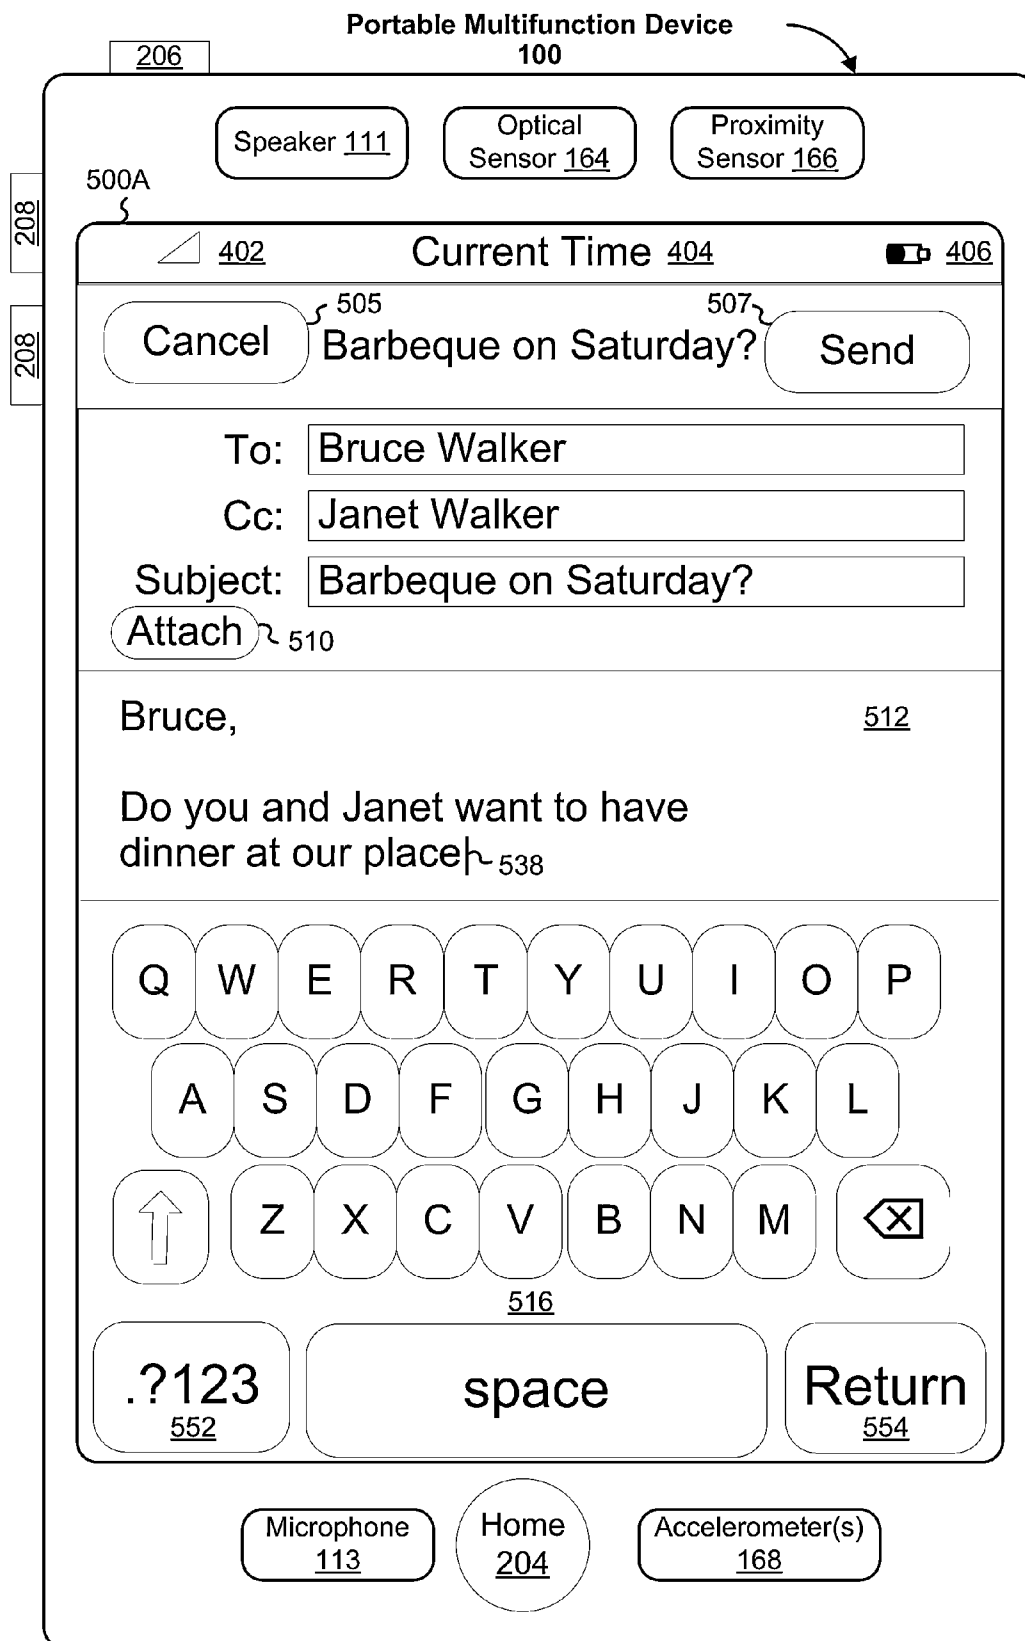 Portable Multifunction Device
100
206
Speaker 111
Optical
Sensor 164
Proximity
Sensor 166
500A
208
208
402
Current Time 404
406
Cancel
505
Barbeque on Saturday?
507
Send
To: Bruce Walker
Cc: Janet Walker
Subject: Barbeque on Saturday?
Attach
510
Bruce,
512
Do you and Janet want to have
dinner at our place
538
Q W E R T Y U I O P
A S D F G H J K L
Z X C V B N M
516
.?123
552
space
Return
554
Microphone
113
Home
204
Accelerometer(s)
168